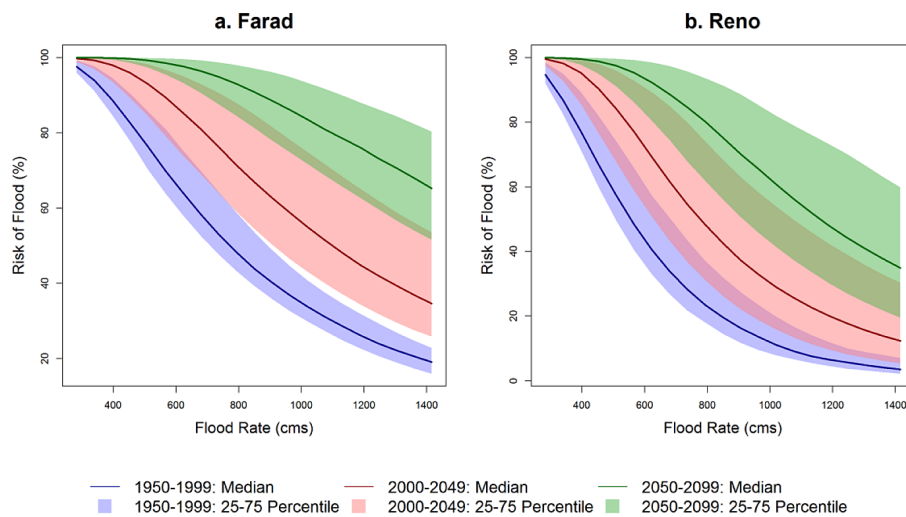 a. Farad
b. Reno
Risk of Flood (%)
100
80
60
40
20
400
600
800
1000
1200
1400
Flood Rate (cms)
Risk of Flood (%)
100
80
60
40
20
0
400
600
800
1000
1200
1400
Flood Rate (cms)
1950-1999: Median
2000-2049: Median
2050-2099: Median
1950-1999: 25-75 Percentile
2000-2049: 25-75 Percentile
2050-2099: 25-75 Percentile